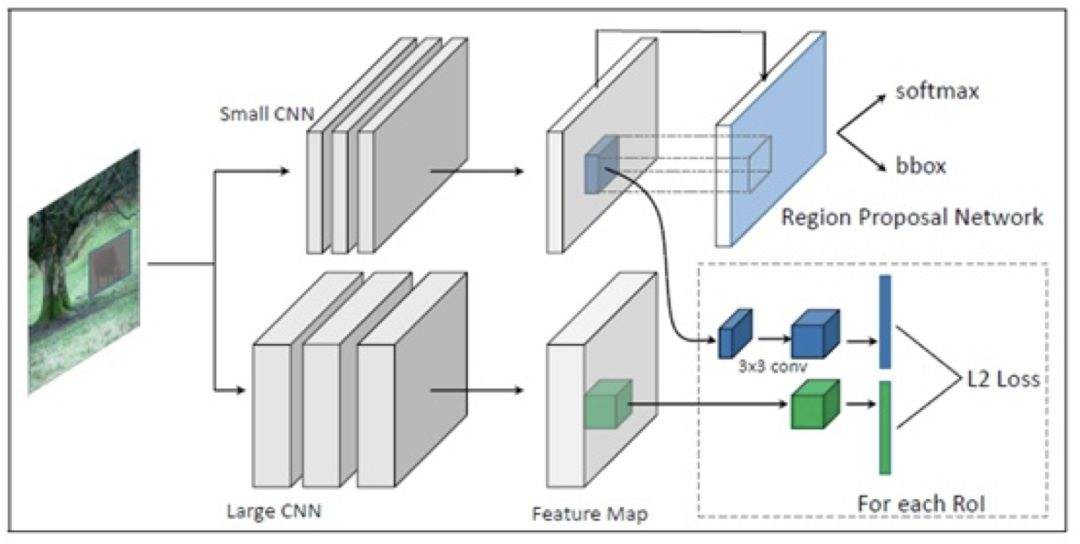 Small CNN
softmax
bbox
Region Proposal Network
3x3 conv
L2 Loss
For each RoI
Large CNN
Feature Map